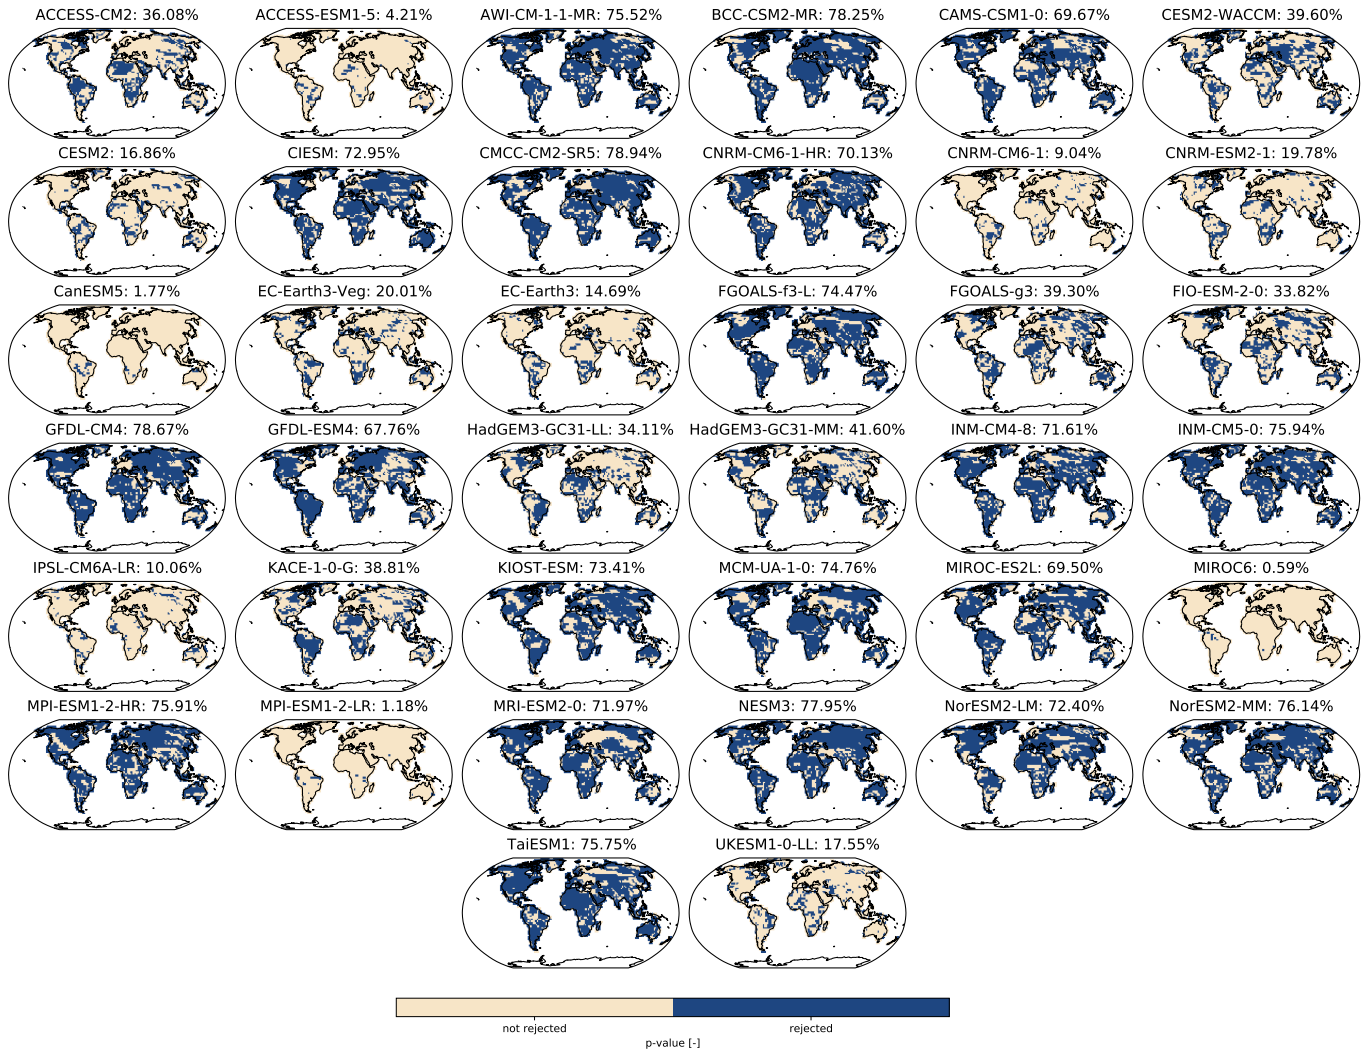 ACCESS-CM2: 36.08%
ACCESS-ESM1-5: 4.21%
AWI-CM-1-1-MR: 75.52%
BCC-CSM2-MR: 78.25%
CAMS-CSM1-0: 69.67%
CESM2-WACCM: 39.60%
CESM2: 16.86%
CIESM: 72.95%
CMCC-CM2-SR5: 78.94%
CNRM-CM6-1-HR: 70.13%
CNRM-CM6-1: 9.04%
CNRM-ESM2-1: 19.78%
CanESM5: 1.77%
EC-Earth3-Veg: 20.01%
EC-Earth3: 14.69%
FGOALS-f3-L: 74.47%
FGOALS-g3: 39.30%
FIO-ESM-2-0: 33.82%
GFDL-CM4: 78.67%
GFDL-ESM4: 67.76%
HadGEM3-GC31-LL: 34.11%
HadGEM3-GC31-MM: 41.60%
INM-CM4-8: 71.61%
INM-CM5-0: 75.94%
IPSL-CM6A-LR: 10.06%
KACE-1-0-G: 38.81%
KIOST-ESM: 73.41%
MCM-UA-1-0: 74.76%
MIROC-ES2L: 69.50%
MIROC6: 0.59%
MPI-ESM1-2-HR: 75.91%
MPI-ESM1-2-LR: 1.18%
MRI-ESM2-0: 71.97%
NESM3: 77.95%
NorESM2-LM: 72.40%
NorESM2-MM: 76.14%
TaiESM1: 75.75%
UKESM1-0-LL: 17.55%
not rejected
rejected
p-value [-]